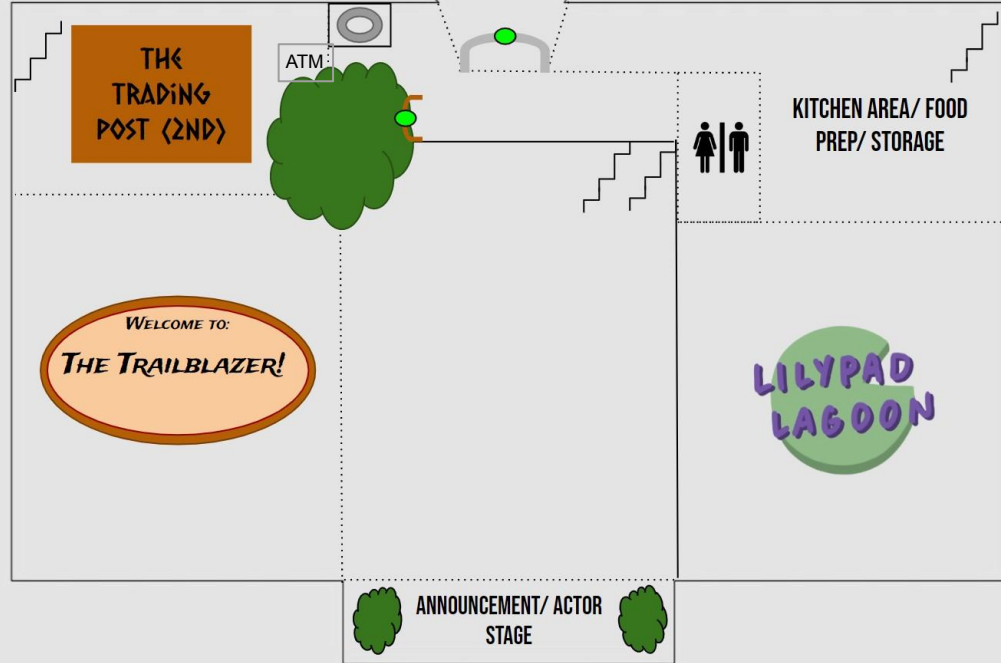 THE
TRADING
POST (2ND)
ATM
KITCHEN AREA/ FOOD
PREP/ STORAGE
WELCOME TO:
THE TRAILBLAZER!
LILYPAD
LAGOON
ANNOUNCEMENT/ ACTOR
STAGE